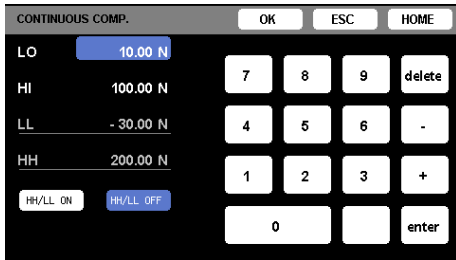 CONTINUOUS COMP. OK ESC HOME
LO 10.00 N
HI 100.00 N
LL - 30.00 N
HH 200.00 N
HH/LL ON HH/LL OFF
7 8 9 delete
4 5 6 -
1 2 3 +
0 enter